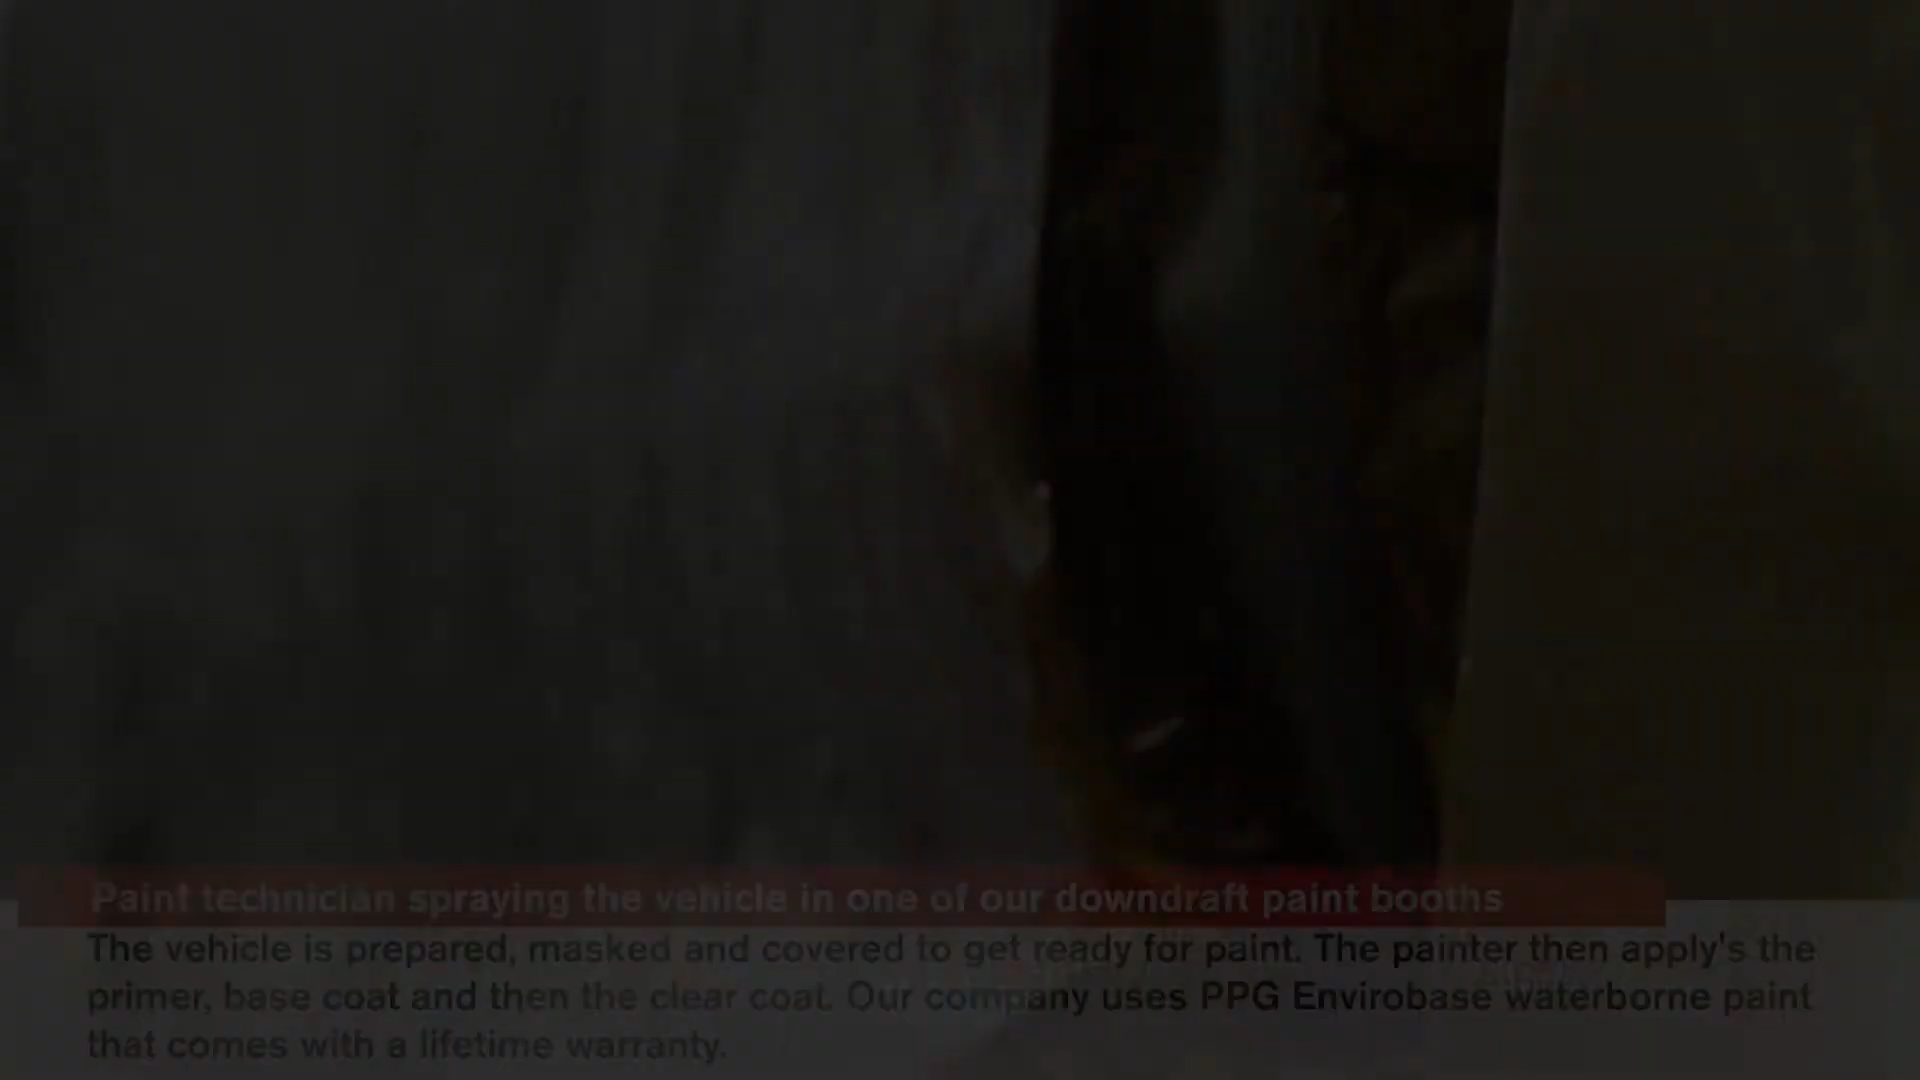 Paint technician spraying the vehicle in one of our downdraft paint booths
The vehicle is prepared, masked and covered to get ready for paint. The painter then apply's the
primer, base coat and then the clear coat. Our company uses PPG Envirobase waterborne paint
that comes with a lifetime warranty.